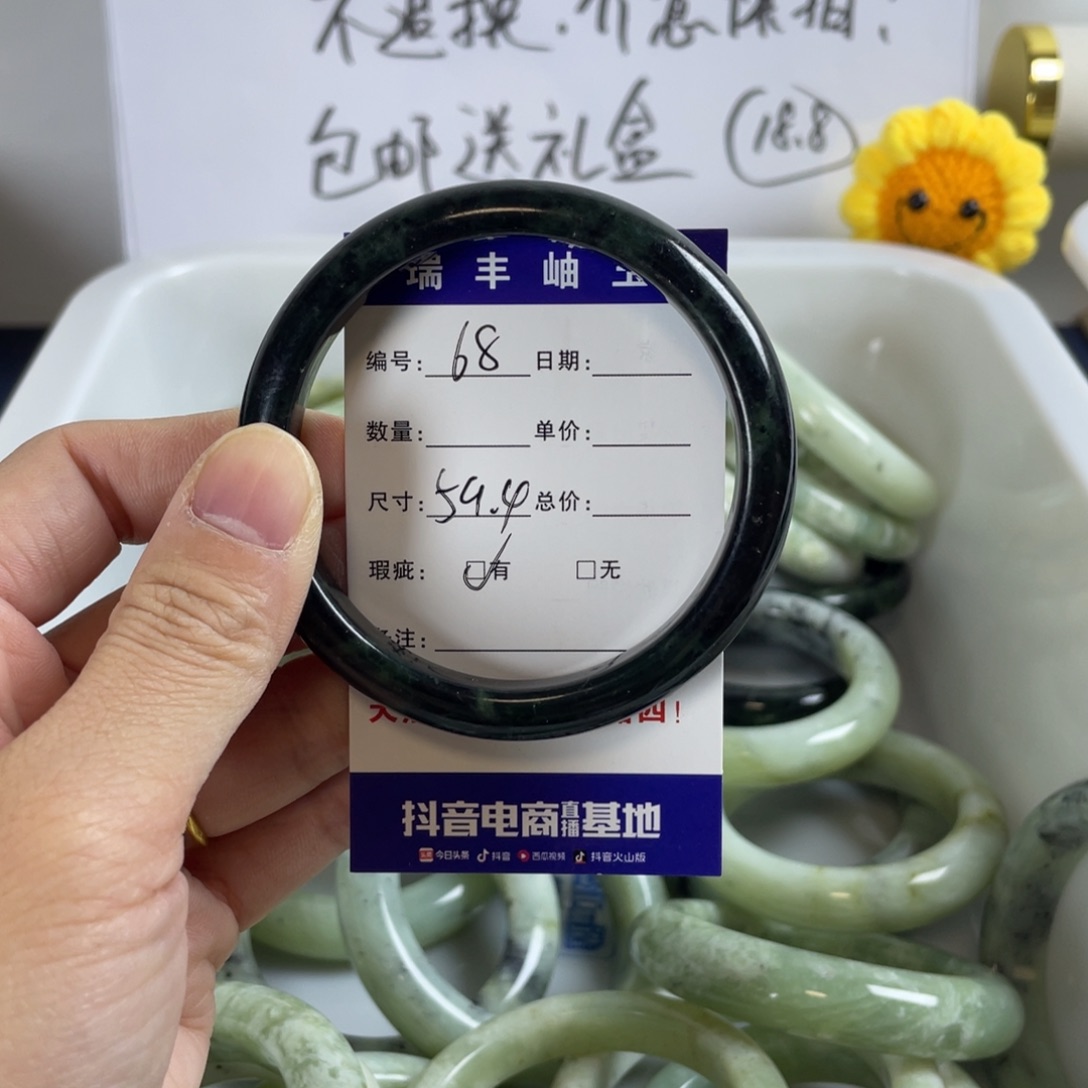 不退换.介意慎拍!
包邮送礼盒 (18.8)
瑞丰岫玉
编号: 68 日期:
数量: 单价:
尺寸: 59.4 总价:
瑕疵: ☑有 □无
备注:
抖音电商直播基地
今日头条 抖音 西瓜视频 抖音火山版